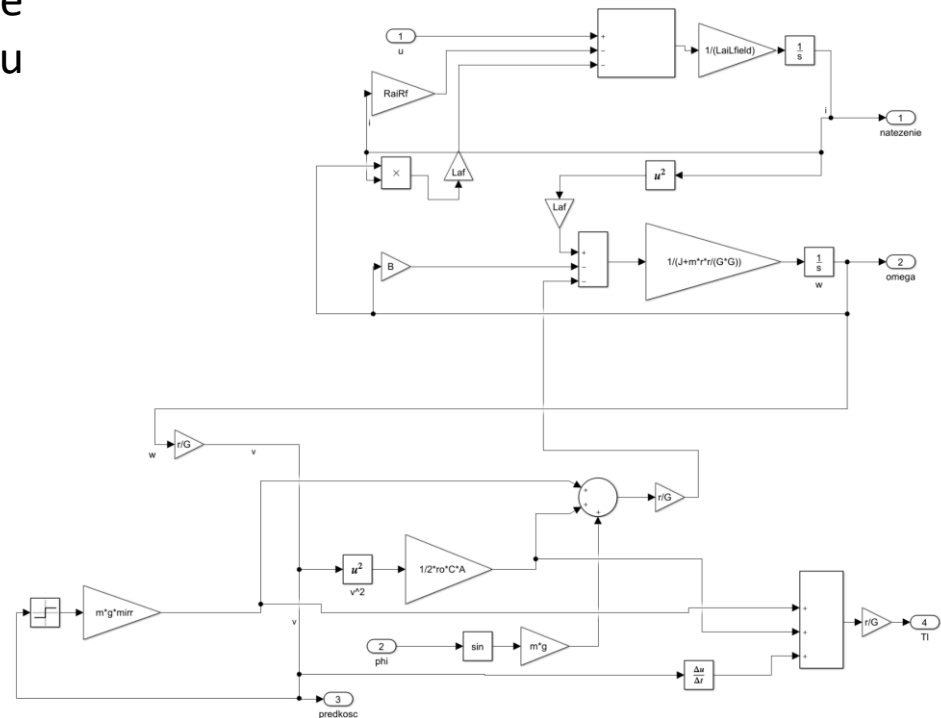 e
u
1
u
+
−
−
1/(LaiLfield)
1
s
RaiRf
i
i
1
natezenie
×
Laf
u²
Laf
+
−
−
B
1/(J+m*r*r/(G*G))
1
s
w
2
omega
w
r/G
v
+
+
+
r/G
u²
v^2
1/2*ro*C*A
m*g*mirr
v
2
phi
sin
m*g
+
+
+
r/G
4
Tl
Δu
Δt
3
predkosc